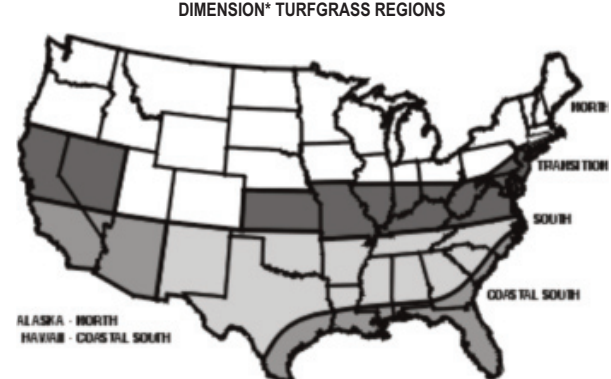 DIMENSION* TURFGRASS REGIONS
NORTH
TRANSITION
SOUTH
COASTAL SOUTH
ALASKA - NORTH
HAWAII - COASTAL SOUTH